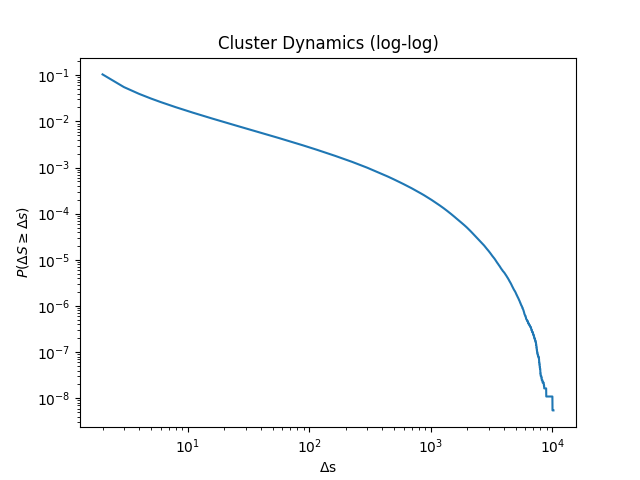 Cluster Dynamics (log-log)
P(ΔS ≥ Δs)
10⁻¹
10⁻²
10⁻³
10⁻⁴
10⁻⁵
10⁻⁶
10⁻⁷
10⁻⁸
10¹ 10² 10³ 10⁴
Δs